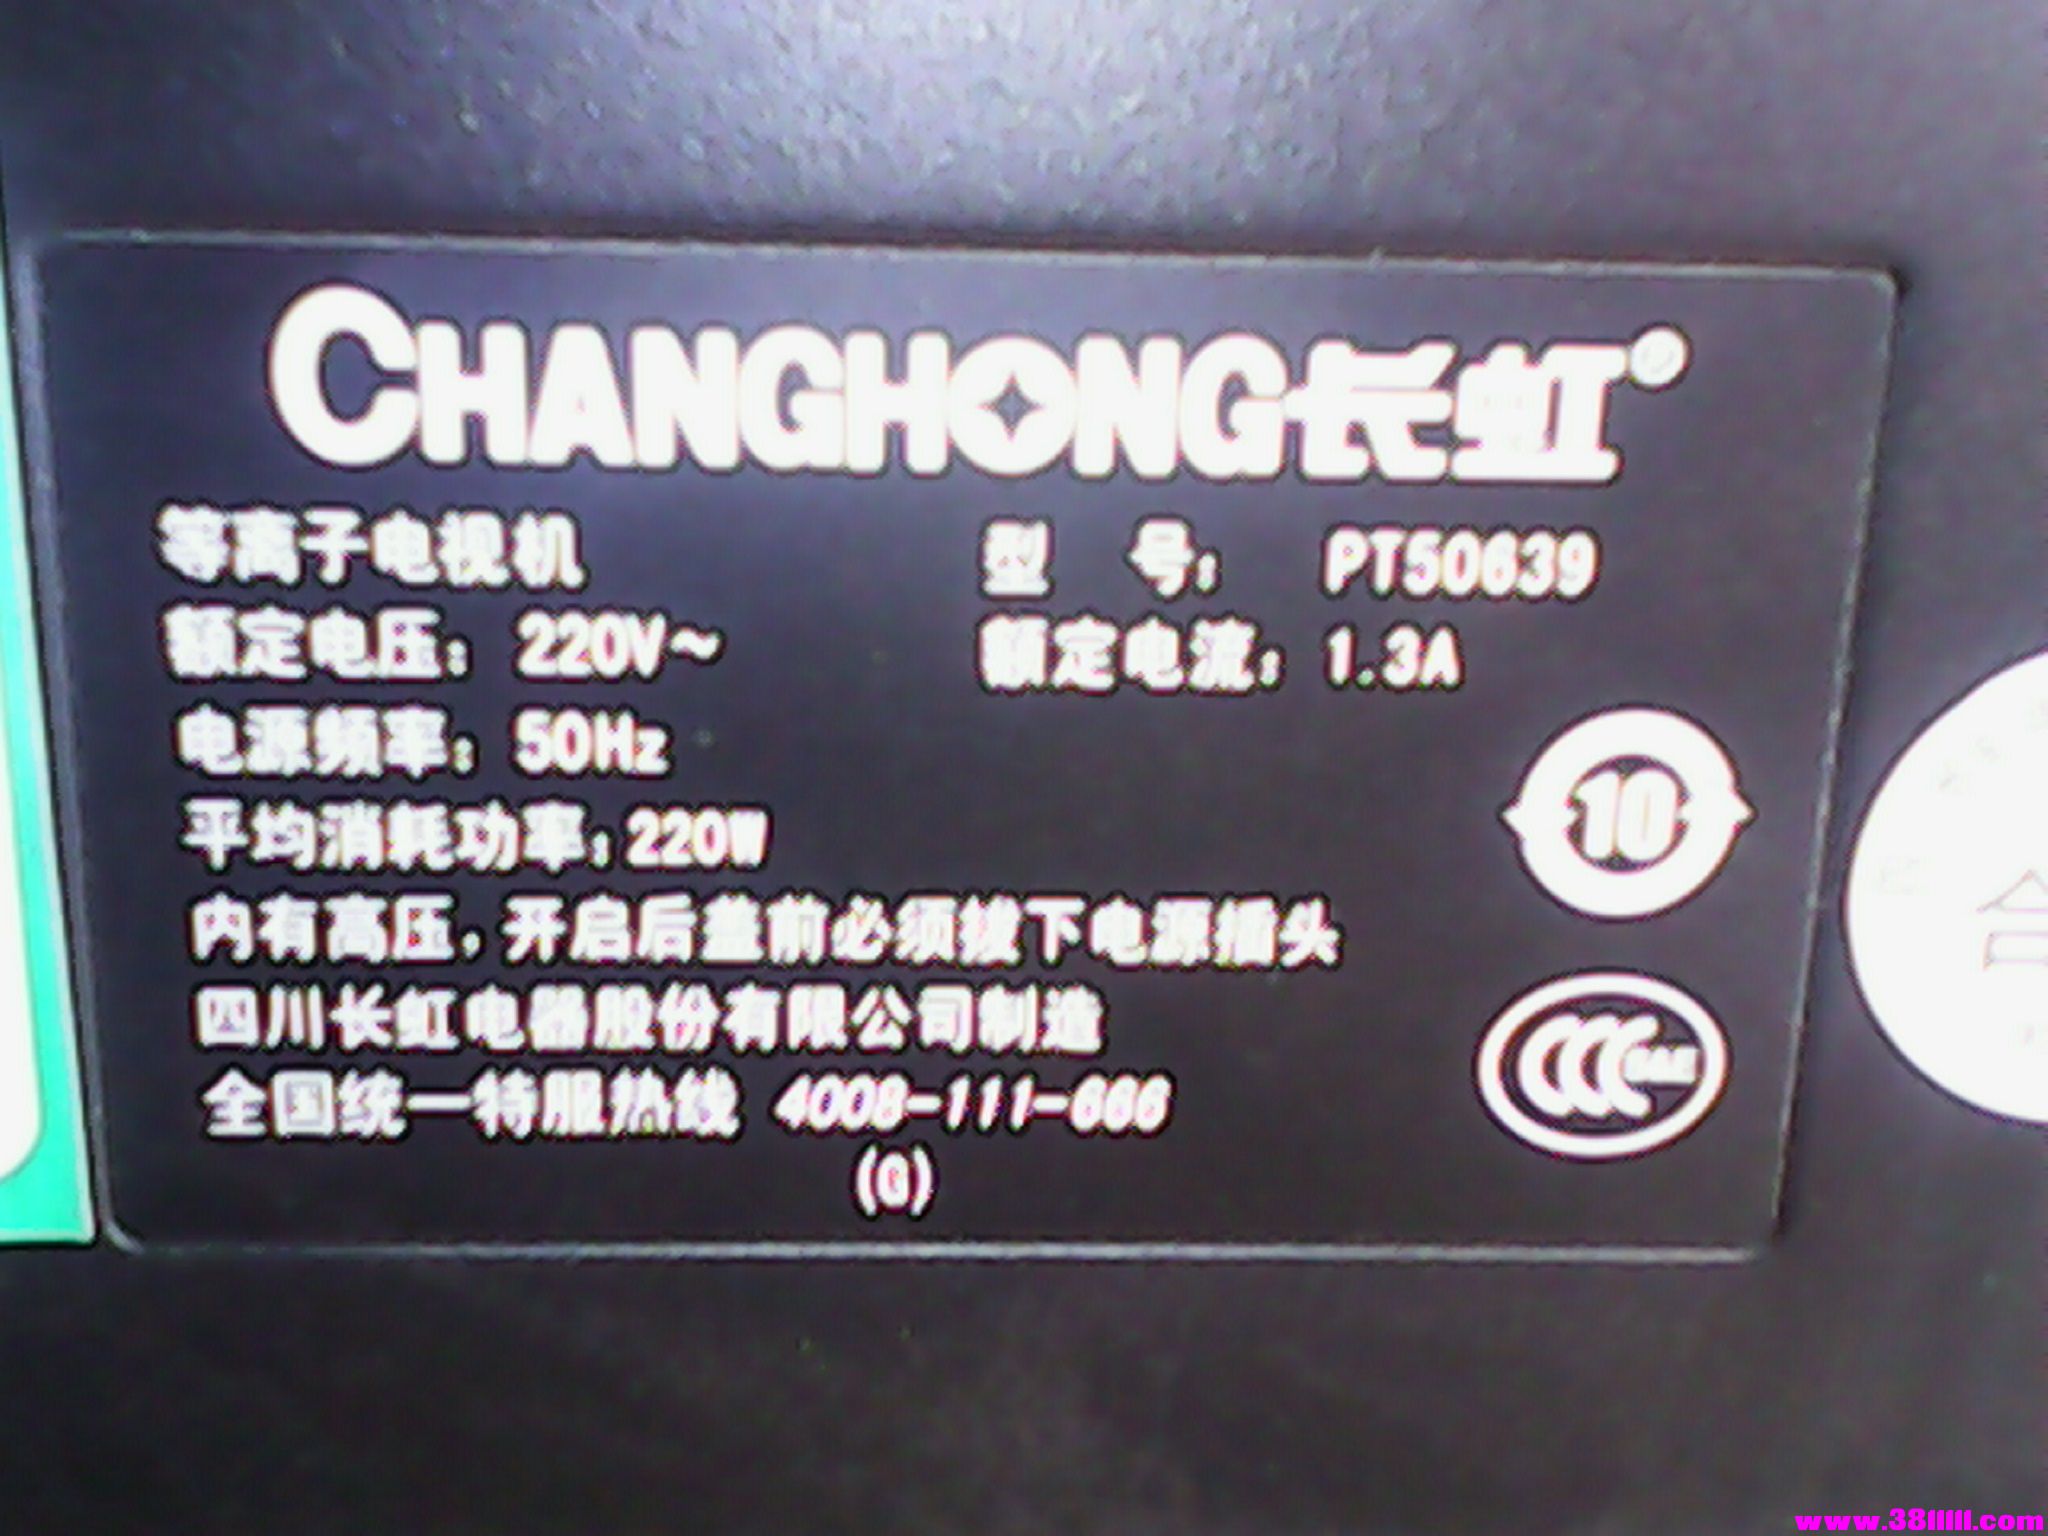 CHANGHONG长虹®
等离子电视机 型 号: PT50639
额定电压: 220V~ 额定电流: 1.3A
电源频率: 50Hz
平均消耗功率:220W
10
内有高压，开启后盖前必须拔下电源插头
四川长虹电器股份有限公司制造
CCC
全国统一特服热线 4008-111-666
(G)
合
www.38lllll.com